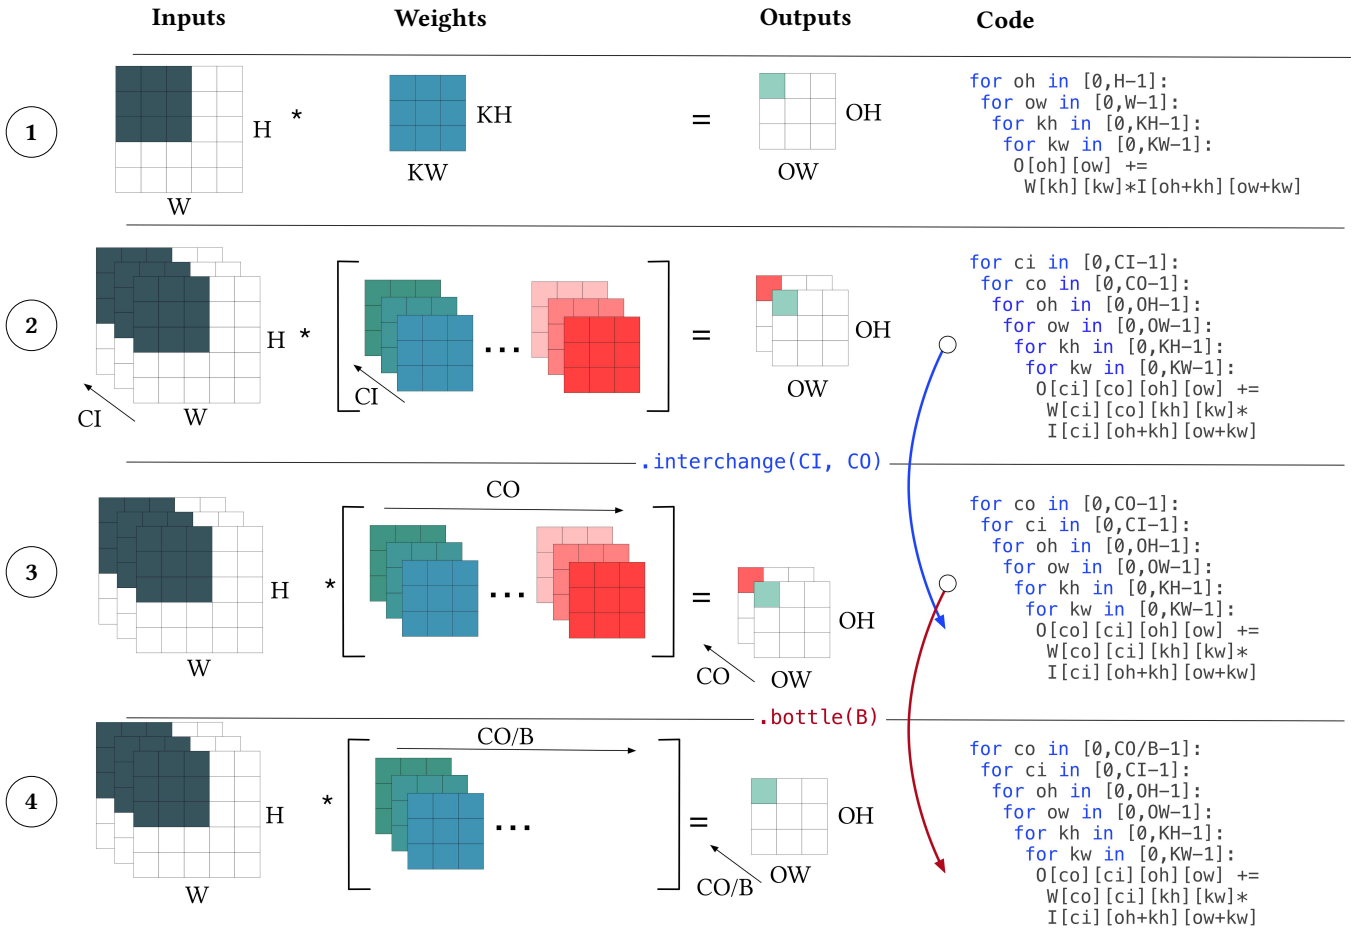 Inputs
Weights
Outputs
Code
1
H
*
W
KH
KW
=
OH
OW
for oh in [0,H-1]:
for ow in [0,W-1]:
for kh in [0,KH-1]:
for kw in [0,KW-1]:
O[oh][ow] +=
W[kh][kw]*I[oh+kh][ow+kw]
2
H
*
W
CI
CI
...
=
OH
OW
for ci in [0,CI-1]:
for co in [0,CO-1]:
for oh in [0,OH-1]:
for ow in [0,OW-1]:
for kh in [0,KH-1]:
for kw in [0,KW-1]:
O[ci][co][oh][ow] +=
W[ci][co][kh][kw]*
I[ci][oh+kh][ow+kw]
.interchange(CI, CO)
3
H
*
W
CO
...
=
CO
OH
OW
for co in [0,CO-1]:
for ci in [0,CI-1]:
for oh in [0,OH-1]:
for ow in [0,OW-1]:
for kh in [0,KH-1]:
for kw in [0,KW-1]:
O[co][ci][oh][ow] +=
W[co][ci][kh][kw]*
I[ci][oh+kh][ow+kw]
.bottle(B)
4
H
*
W
CO/B
...
=
CO/B
OH
OW
for co in [0,CO/B-1]:
for ci in [0,CI-1]:
for oh in [0,OH-1]:
for ow in [0,OW-1]:
for kh in [0,KH-1]:
for kw in [0,KW-1]:
O[co][ci][oh][ow] +=
W[co][ci][kh][kw]*
I[ci][oh+kh][ow+kw]